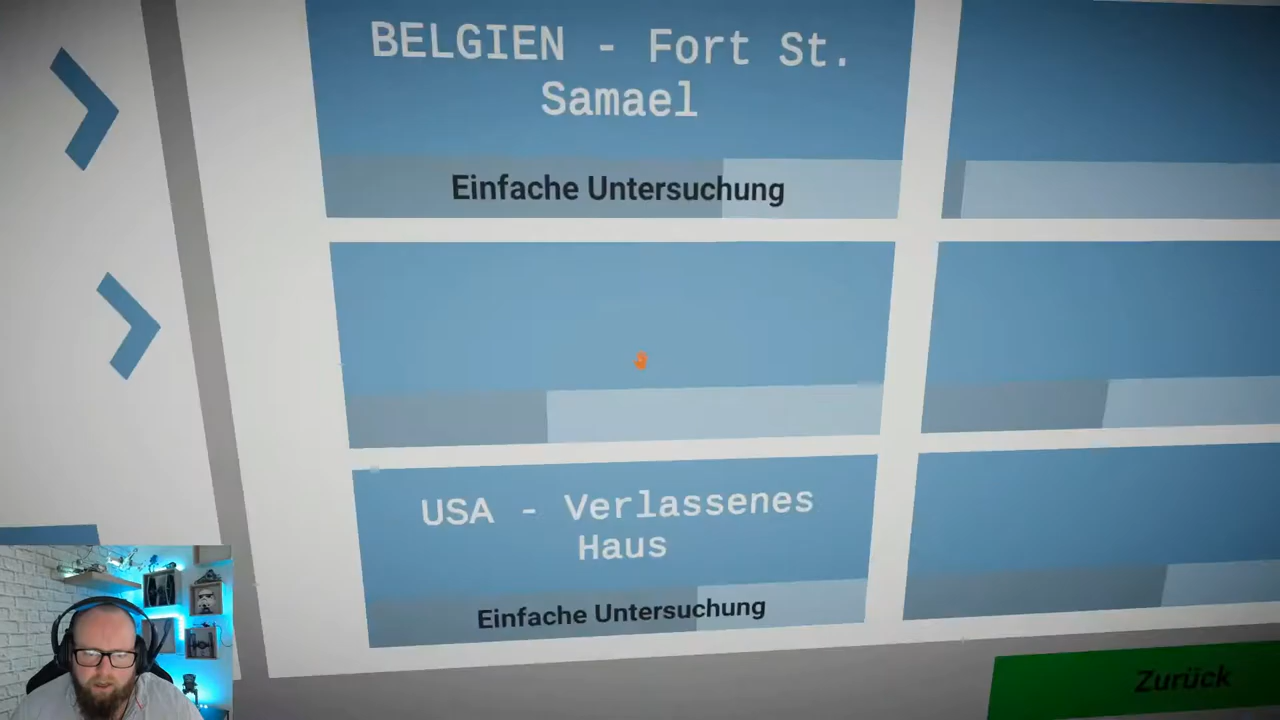 BELGIEN - Fort St.
Samael
Einfache Untersuchung
USA - Verlassenes
Haus
Einfache Untersuchung
Zurück